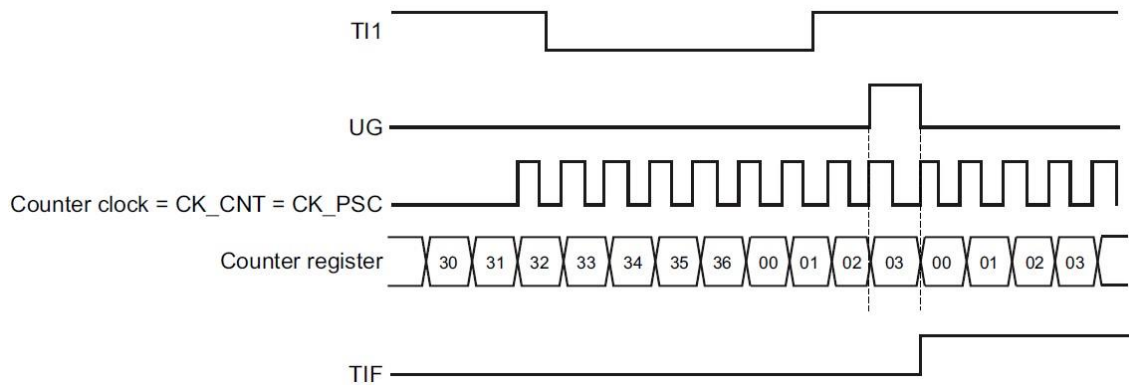 TI1
UG
Counter clock = CK_CNT = CK_PSC
Counter register 30 31 32 33 34 35 36 00 01 02 03 00 01 02 03
TIF